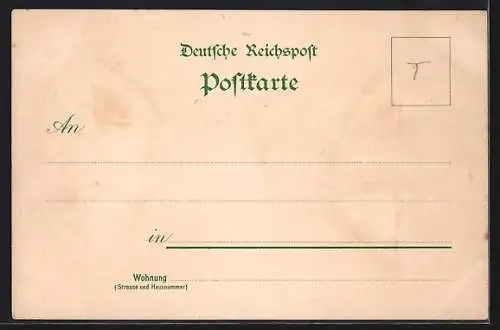 Deutsche Reichspost
Postkarte
An
in
Wohnung
(Strasse und Hausnummer)